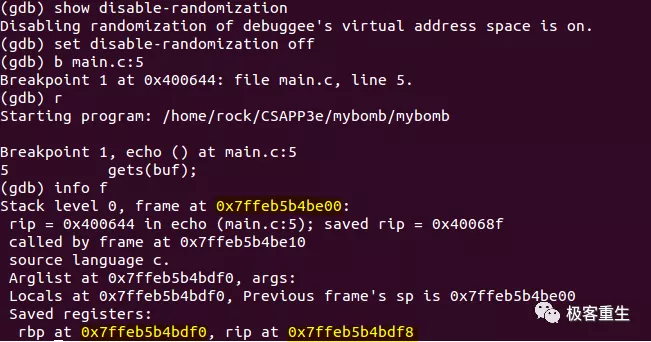 (gdb) show disable-randomization
Disabling randomization of debuggee's virtual address space is on.
(gdb) set disable-randomization off
(gdb) b main.c:5
Breakpoint 1 at 0x400644: file main.c, line 5.
(gdb) r
Starting program: /home/rock/CSAPP3e/mybomb/mybomb
Breakpoint 1, echo () at main.c:5
5 gets(buf);
(gdb) info f
Stack level 0, frame at 0x7ffeb5b4be00:
rip = 0x400644 in echo (main.c:5); saved rip = 0x40068f
called by frame at 0x7ffeb5b4be10
source language c.
Arglist at 0x7ffeb5b4bdf0, args:
Locals at 0x7ffeb5b4bdf0, Previous frame's sp is 0x7ffeb5b4be00
Saved registers:
rbp at 0x7ffeb5b4bdf0, rip at 0x7ffeb5b4bdf8
极客重生